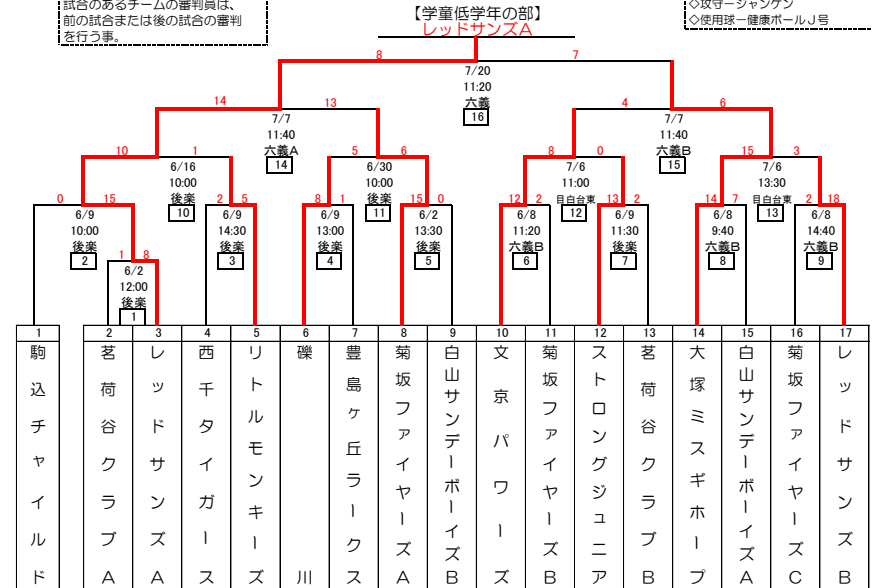 試合のあるチームの審判員は、
前の試合または後の試合の審判
を行う事。
【学童低学年の部】
レッドサンズA
◇攻守ージャンケン
◇使用球ー健康ボールJ号
8 7
7/20
11:20
六義
16
14 13
7/7
11:40
六義A
14
4 6
7/7
11:40
六義B
15
10 1
6/16
10:00
後楽
10
5 6
6/30
10:00
後楽
11
8 0
7/6
11:00
目白台東
12
15 3
7/6
13:30
目白台東
13
0 15
6/9
10:00
後楽
2
2 5
6/9
14:30
後楽
3
8 1
6/9
13:00
後楽
4
15 0
6/2
13:30
後楽
5
12 2
6/8
11:20
六義B
6
13 2
6/9
11:30
後楽
7
14 7
6/8
9:40
六義B
8
2 18
6/8
14:40
六義B
9
1 8
6/2
12:00
後楽
1
1 2 3 4 5 6 7 8 9 10 11 12 13 14 15 16 17
駒込チャイルド
茗荷谷クラブA
レッドサンズA
西千タイガース
リトルモンキーズ
礫川
豊島ヶ丘ラークス
菊坂ファイヤーズA
白山サンデーボーイズB
文京パワーズ
菊坂ファイヤーズB
ストロングジュニア
茗荷谷クラブB
大塚ミスギホープ
白山サンデーボーイズA
菊坂ファイヤーズC
レッドサンズB